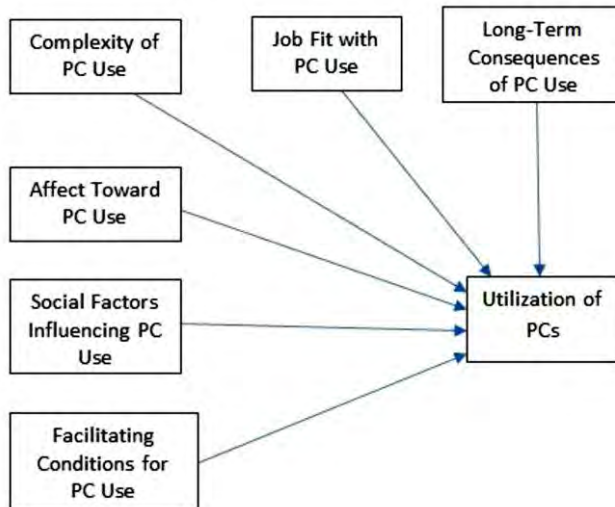 Complexity of
PC Use
Job Fit with
PC Use
Long-Term
Consequences
of PC Use
Affect Toward
PC Use
Social Factors
Influencing PC
Use
Utilization of
PCs
Facilitating
Conditions for
PC Use